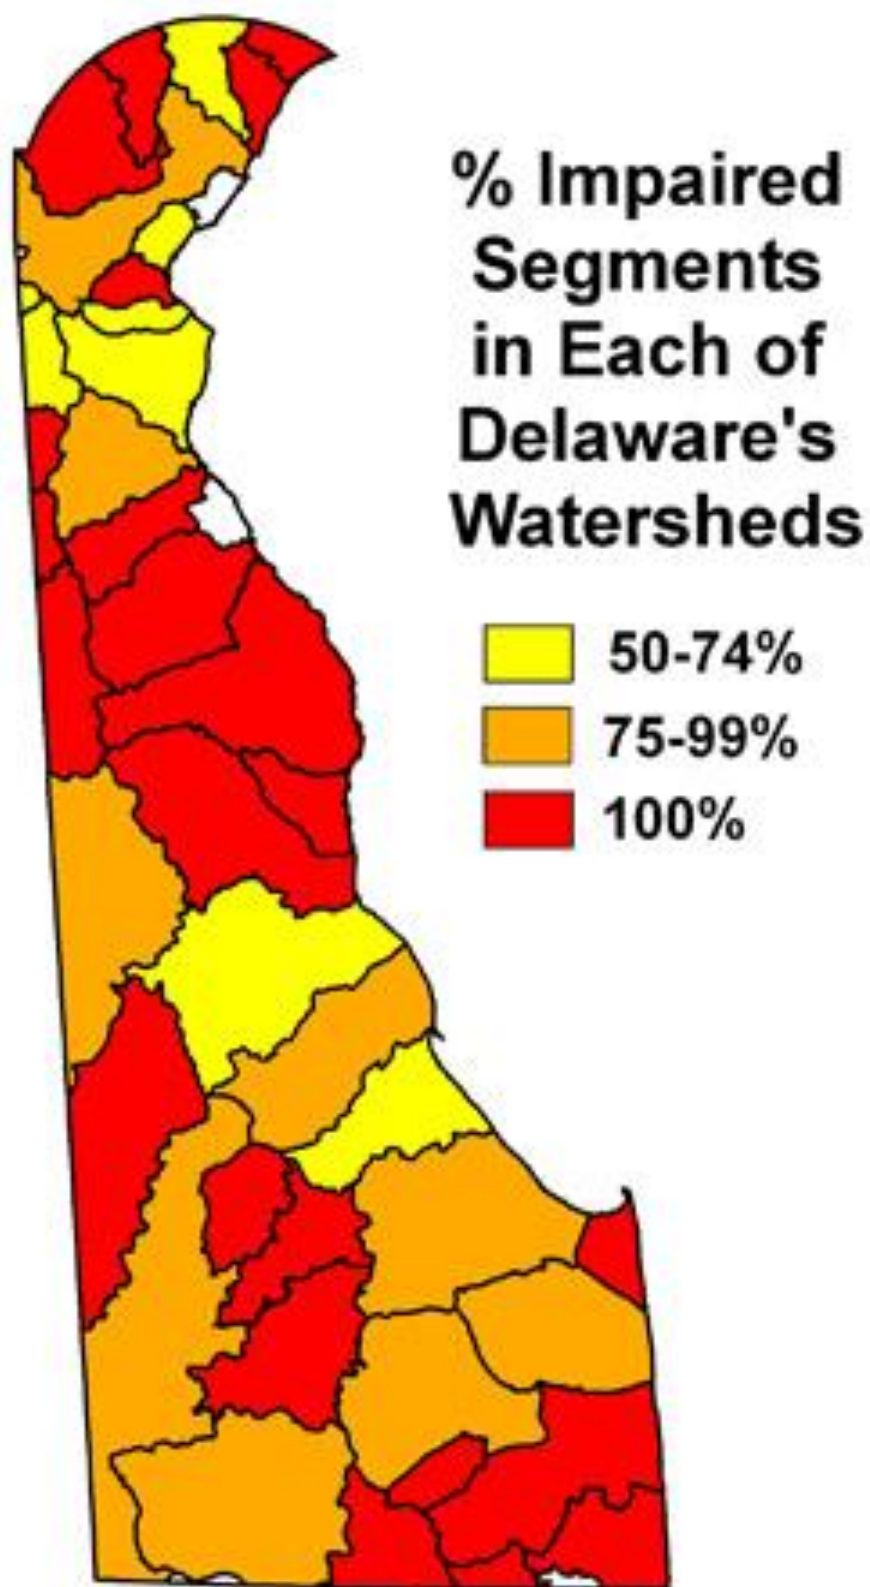 % Impaired
Segments
in Each of
Delaware's
Watersheds
50-74%
75-99%
100%